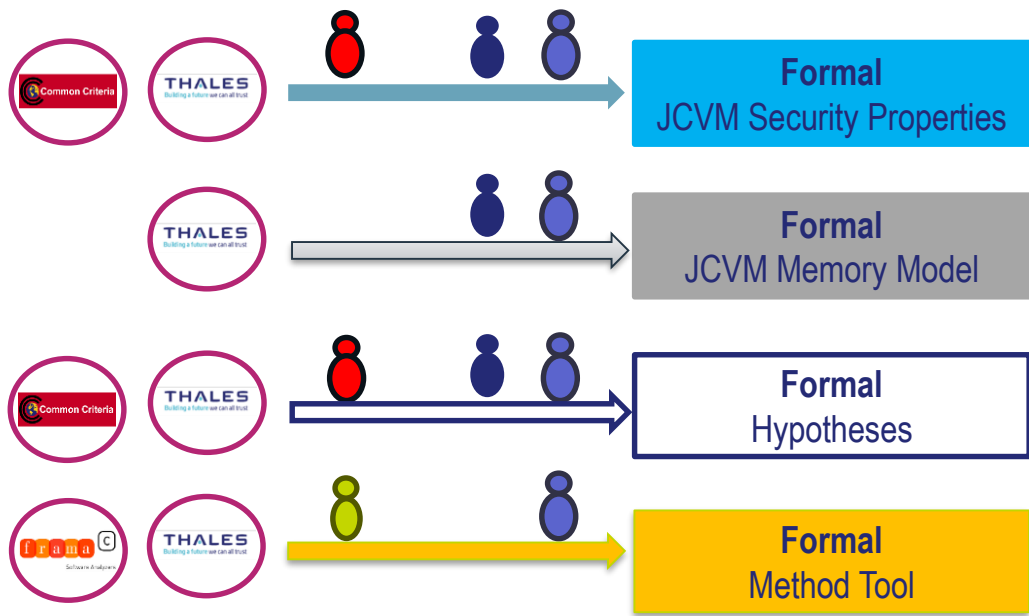 Common Criteria
THALES
Building a future we can all trust
Formal
JCVM Security Properties
THALES
Building a future we can all trust
Formal
JCVM Memory Model
Common Criteria
THALES
Building a future we can all trust
Formal
Hypotheses
frama C
Software Analyzers
THALES
Building a future we can all trust
Formal
Method Tool